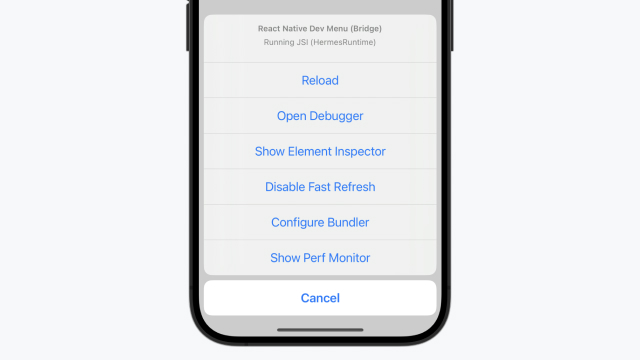 React Native Dev Menu (Bridge)
Running JSI (HermesRuntime)
Reload
Open Debugger
Show Element Inspector
Disable Fast Refresh
Configure Bundler
Show Perf Monitor
Cancel